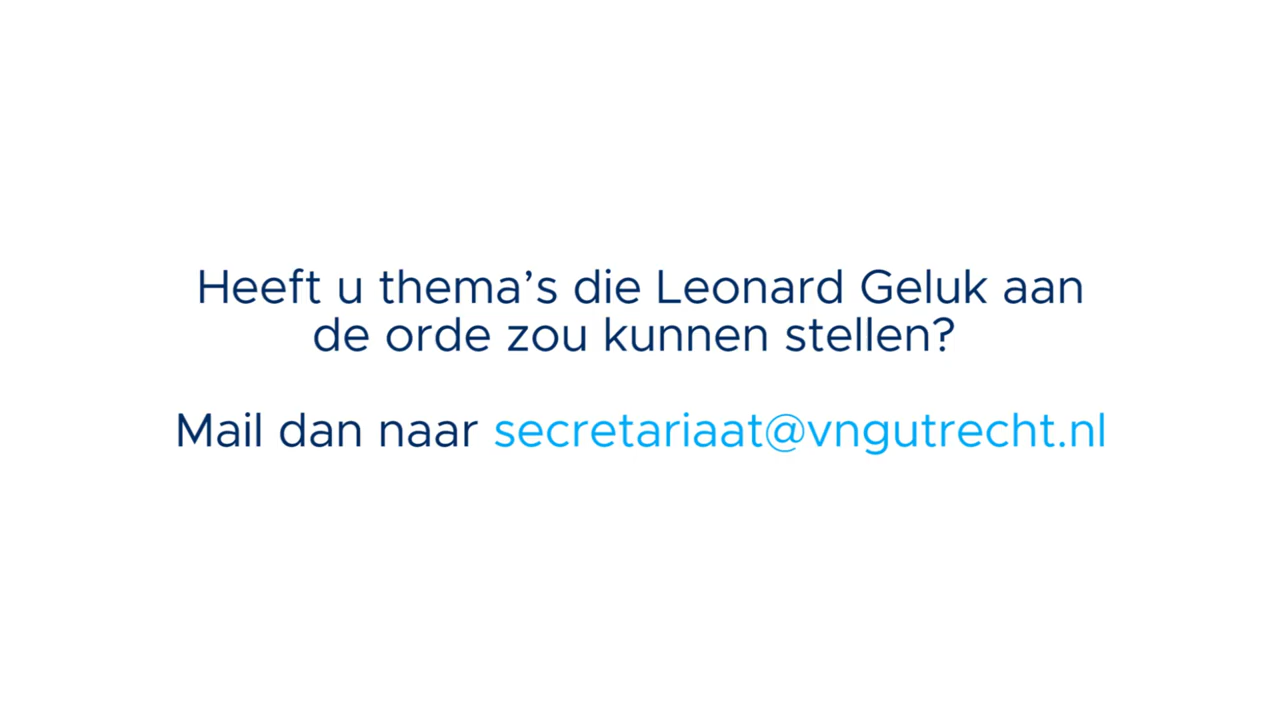 Heeft u thema’s die Leonard Geluk aan
de orde zou kunnen stellen?
Mail dan naar secretariaat@vngutrecht.nl